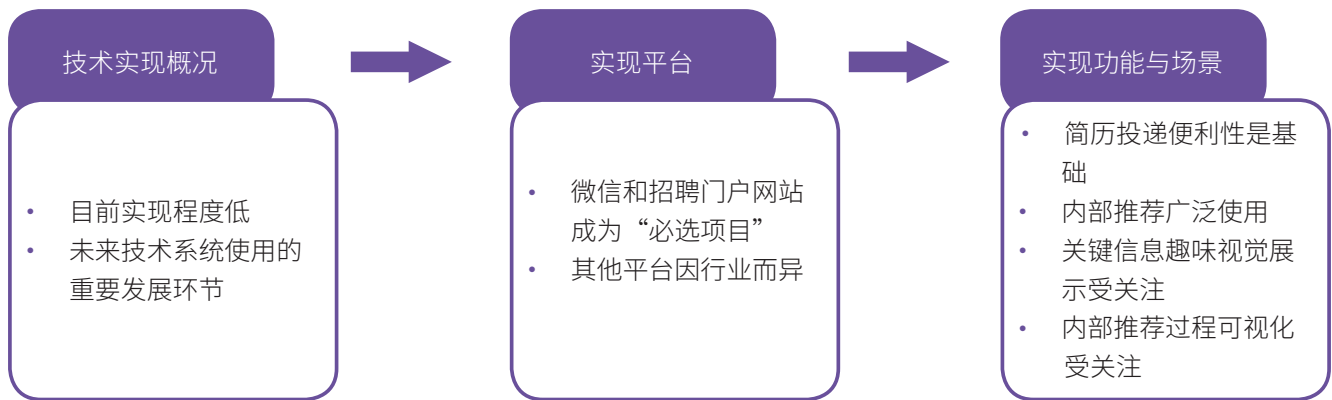 技术实现概况
• 目前实现程度低
• 未来技术系统使用的
重要发展环节
实现平台
• 微信和招聘门户网站
成为“必选项目”
• 其他平台因行业而异
实现功能与场景
• 简历投递便利性是基
础
• 内部推荐广泛使用
• 关键信息趣味视觉展
示受关注
• 内部推荐过程可视化
受关注